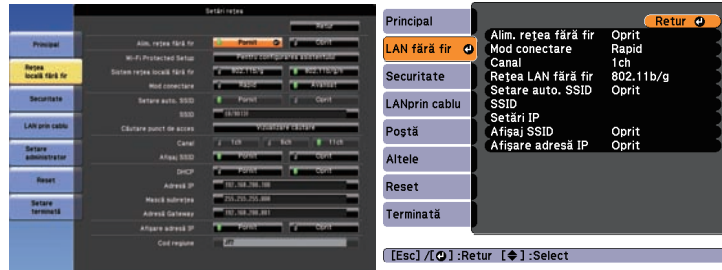 Setări rețea
Retur
Principal
Rețea
locală fără fir
Securitate
LAN prin cablu
Setare
administrator
Reset
Setare
terminată
Alim. rețea fără fir Pornit Oprit
Wi-Fi Protected Setup Pentru configurarea asistentului
Sistem rețea locală fără fir 802.11b/g 802.11b/g/n
Mod conectare Rapid Avansat
Setare auto. SSID Pornit Oprit
SSID
Căutare punct de acces Vizualizare căutare
Canal 1ch 6ch 11ch
Afișaj SSID Pornit Oprit
DHCP Pornit Oprit
Adresă IP
Mască subrețea 255.255.255.000
Adresă Gateway
Afișare adresă IP Pornit Oprit
Cod regiune
Principal
LAN fără fir
Securitate
LANprin cablu
Poștă
Altele
Reset
Terminată
Retur
Alim. rețea fără fir Oprit
Mod conectare Rapid
Canal 1ch
Rețea LAN fără fir 802.11b/g
Setare auto. SSID Oprit
SSID
Setări IP
Afișaj SSID Oprit
Afișare adresă IP Oprit
[Esc] /[ ] :Retur [ ] :Select